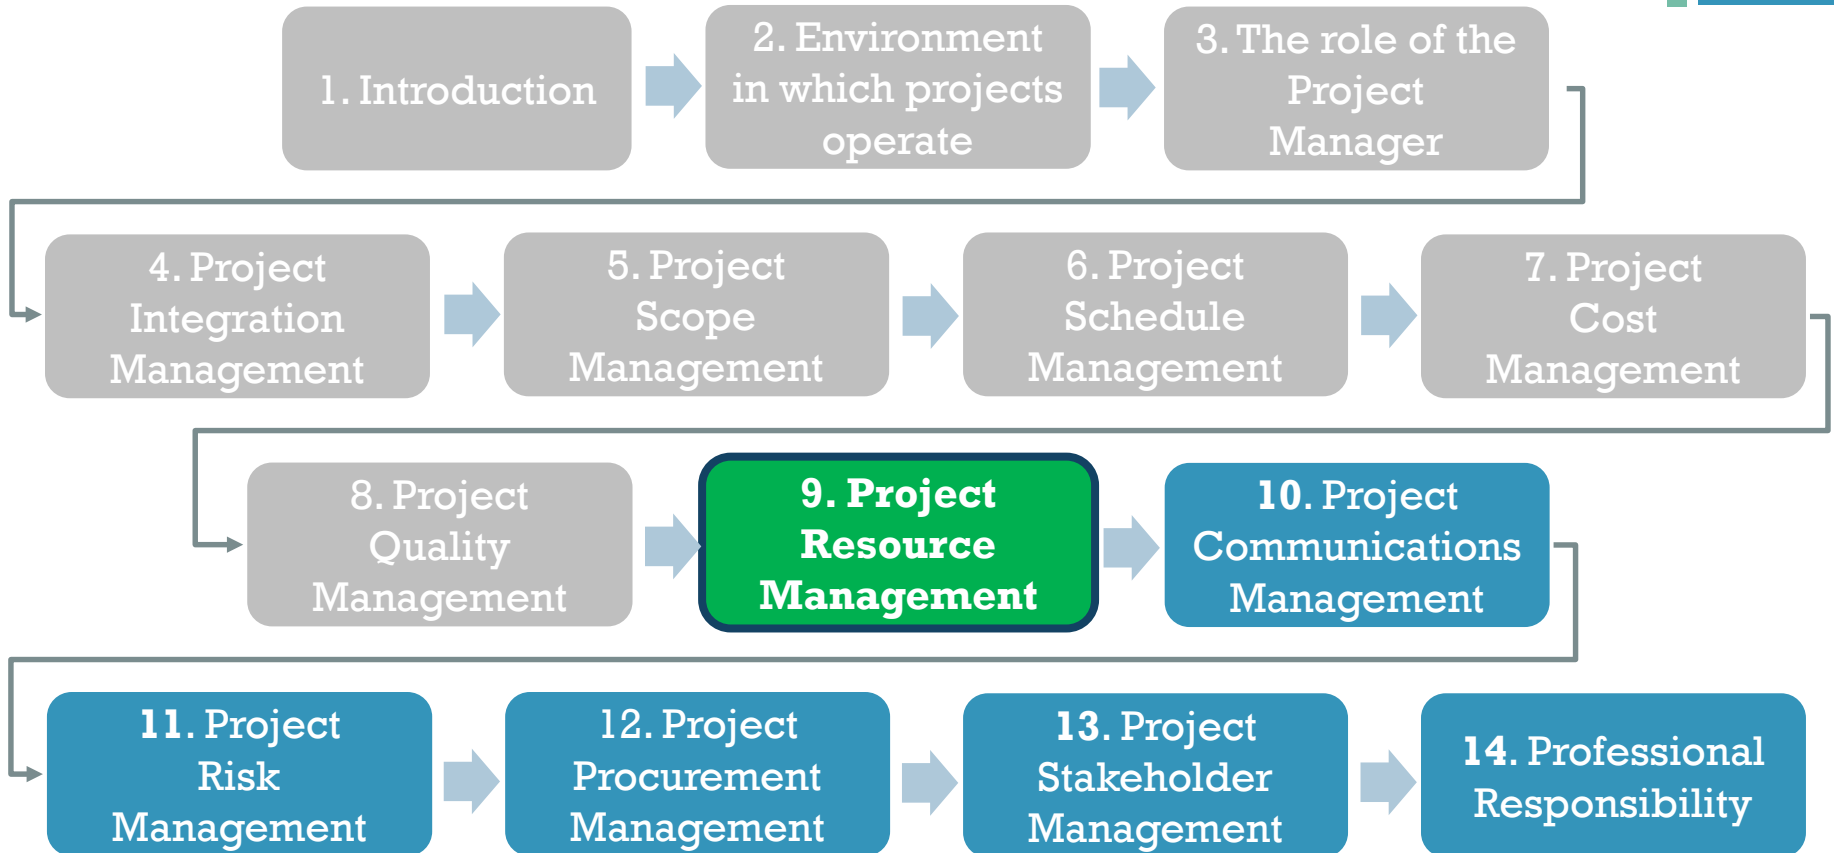 1. Introduction
2. Environment
in which projects
operate
3. The role of the
Project
Manager
4. Project
Integration
Management
5. Project
Scope
Management
6. Project
Schedule
Management
7. Project
Cost
Management
8. Project
Quality
Management
9. Project
Resource
Management
10. Project
Communications
Management
11. Project
Risk
Management
12. Project
Procurement
Management
13. Project
Stakeholder
Management
14. Professional
Responsibility